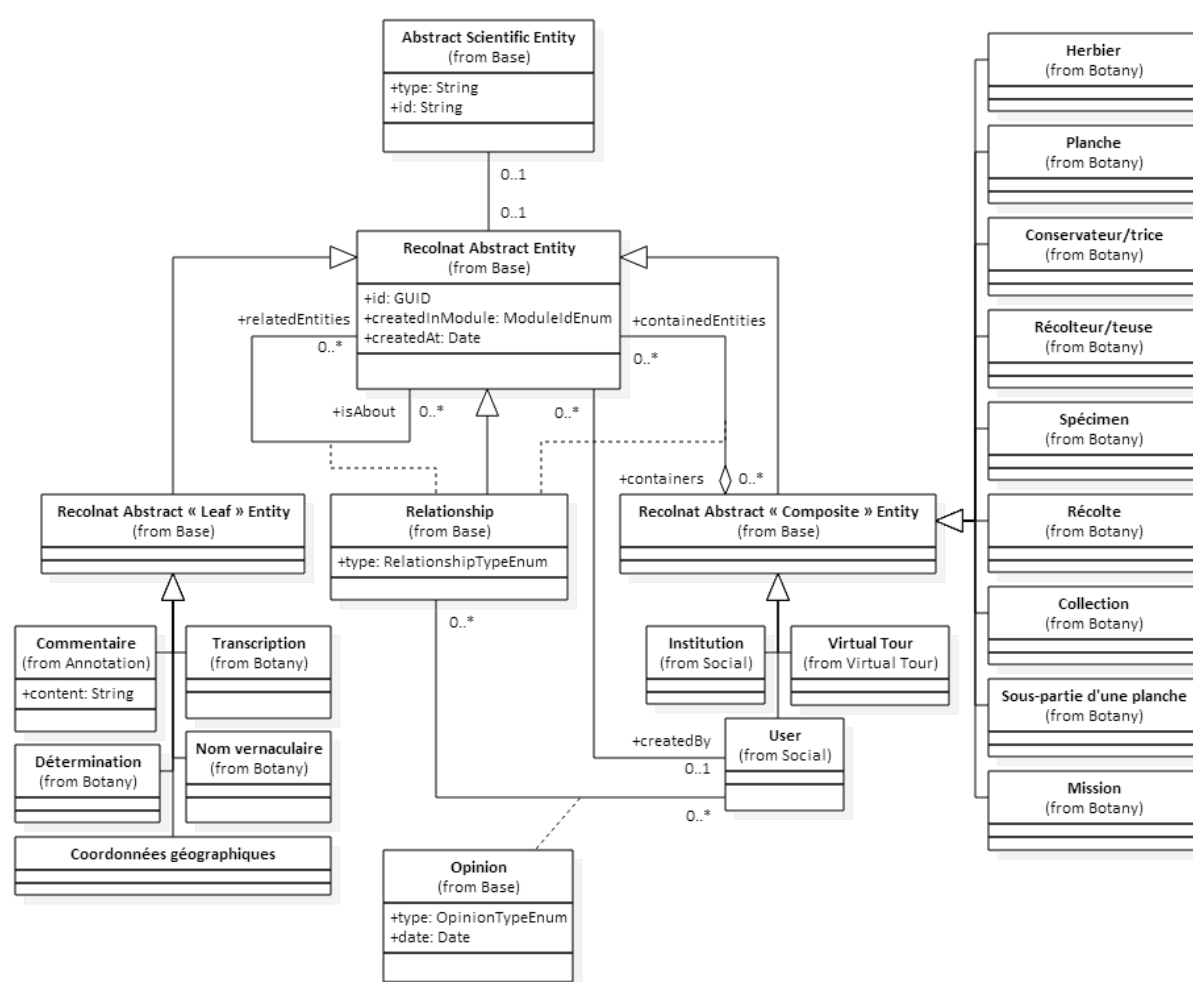 Abstract Scientific Entity
(from Base)
+type: String
+id: String
0..1
0..1
Recolnat Abstract Entity
(from Base)
+id: GUID
+createdInModule: ModuleIdEnum
+createdAt: Date
+relatedEntities
0..*
+containedEntities
0..*
+isAbout
0..*
0..*
+containers
0..*
Recolnat Abstract « Leaf » Entity
(from Base)
Relationship
(from Base)
+type: RelationshipTypeEnum
0..*
Recolnat Abstract « Composite » Entity
(from Base)
Commentaire
(from Annotation)
+content: String
Transcription
(from Botany)
Détermination
(from Botany)
Nom vernaculaire
(from Botany)
Coordonnées géographiques
Institution
(from Social)
Virtual Tour
(from Virtual Tour)
+createdBy
0..1
User
(from Social)
0..*
Opinion
(from Base)
+type: OpinionTypeEnum
+date: Date
Herbier
(from Botany)
Planche
(from Botany)
Conservateur/trice
(from Botany)
Récolteur/teuse
(from Botany)
Spécimen
(from Botany)
Récolte
(from Botany)
Collection
(from Botany)
Sous-partie d'une planche
(from Botany)
Mission
(from Botany)